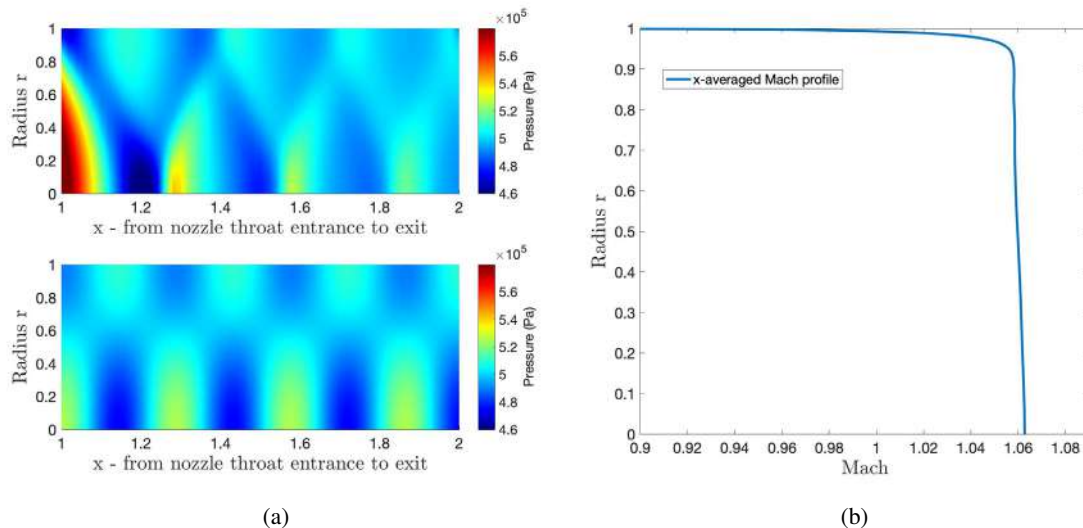 ×10⁵
1
0.8
0.6
0.4
0.2
0
Radius r
1 1.2 1.4 1.6 1.8 2
x - from nozzle throat entrance to exit
5.8
5.6
5.4
5.2
5
4.8
4.6
Pressure (Pa)
×10⁵
1
0.8
0.6
0.4
0.2
0
Radius r
1 1.2 1.4 1.6 1.8 2
x - from nozzle throat entrance to exit
5.8
5.6
5.4
5.2
5
4.8
4.6
Pressure (Pa)
(a)
1
0.9
0.8
0.7
0.6
0.5
0.4
0.3
0.2
0.1
0
Radius r
x-averaged Mach profile
0.9 0.92 0.94 0.96 0.98 1 1.02 1.04 1.06 1.08
Mach
(b)